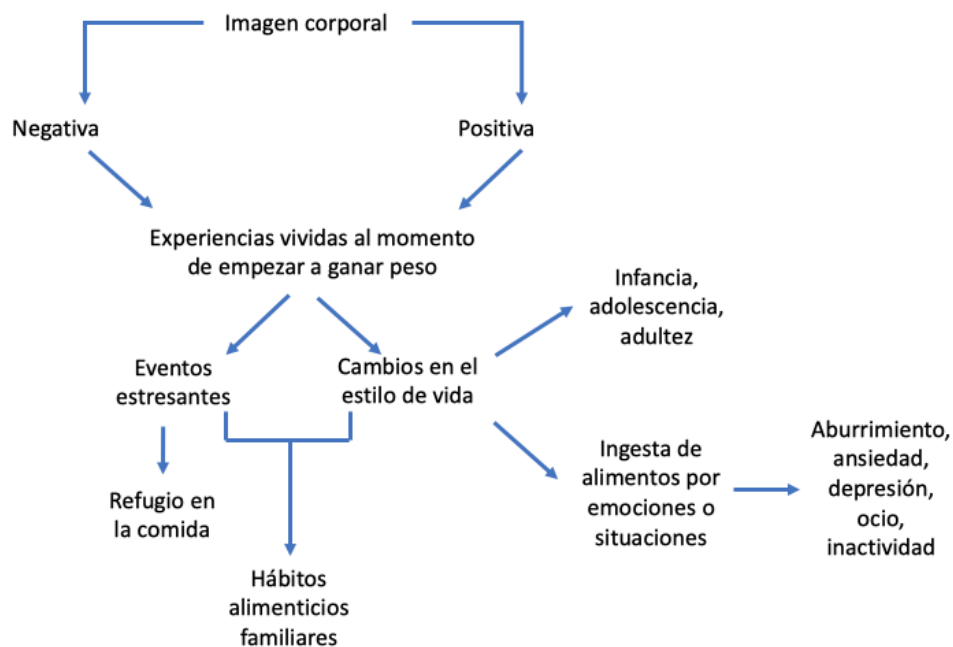 Imagen corporal
Negativa
Positiva
Experiencias vividas al momento
de empezar a ganar peso
Infancia,
adolescencia,
adultez
Eventos
estresantes
Cambios en el
estilo de vida
Refugio en
la comida
Hábitos
alimenticios
familiares
Ingesta de
alimentos por
emociones o
situaciones
Aburrimiento,
ansiedad,
depresión,
ocio,
inactividad